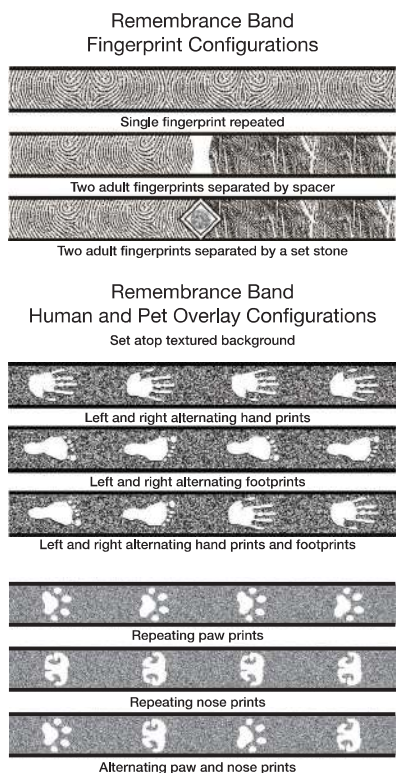 Remembrance Band
Fingerprint Configurations
Single fingerprint repeated
Two adult fingerprints separated by spacer
Two adult fingerprints separated by a set stone
Remembrance Band
Human and Pet Overlay Configurations
Set atop textured background
Left and right alternating hand prints
Left and right alternating footprints
Left and right alternating hand prints and footprints
Repeating paw prints
Repeating nose prints
Alternating paw and nose prints